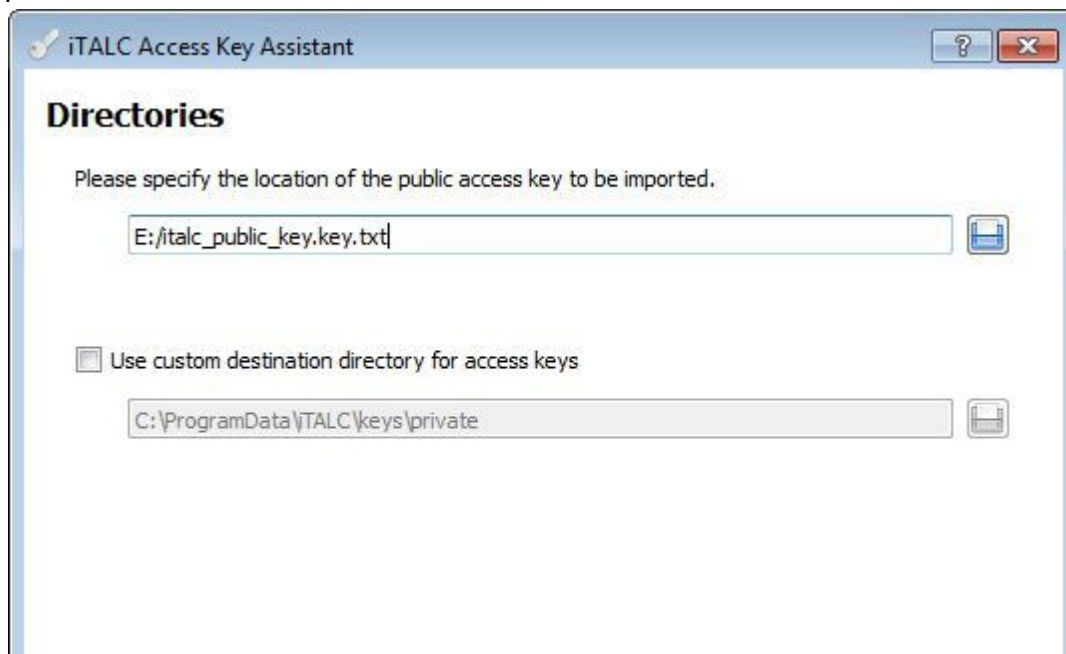 iTALC Access Key Assistant
Directories
Please specify the location of the public access key to be imported.
E:/italc_public_key.key.txt
Use custom destination directory for access keys
C:\ProgramData\iTALC\keys\private